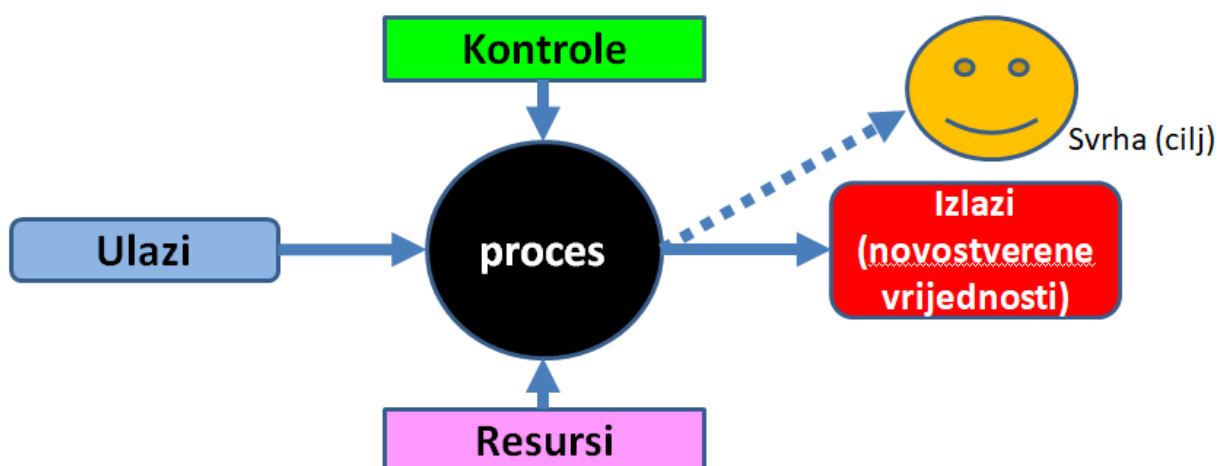 Kontrole
Svrha (cilj)
Ulazi
proces
Izlazi
(novostverene
vrijednosti)
Resursi